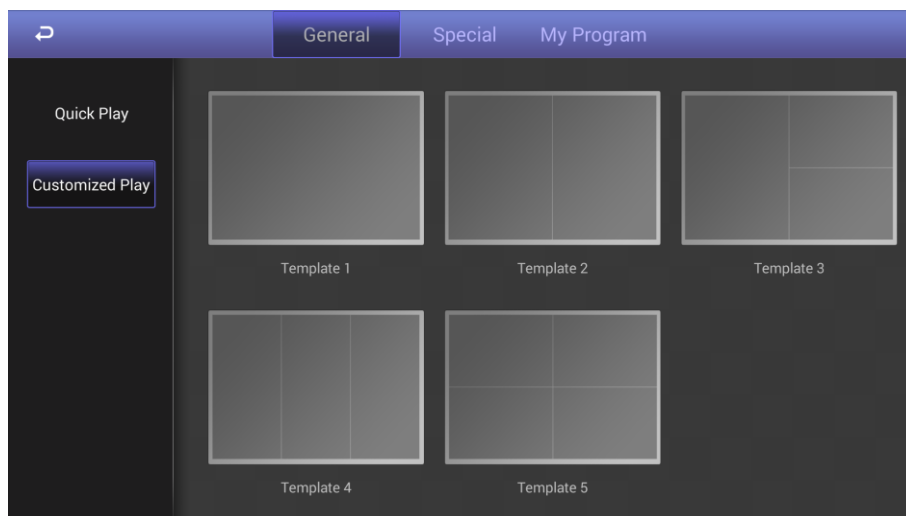 General
Special
My Program
Quick Play
Customized Play
Template 1
Template 2
Template 3
Template 4
Template 5